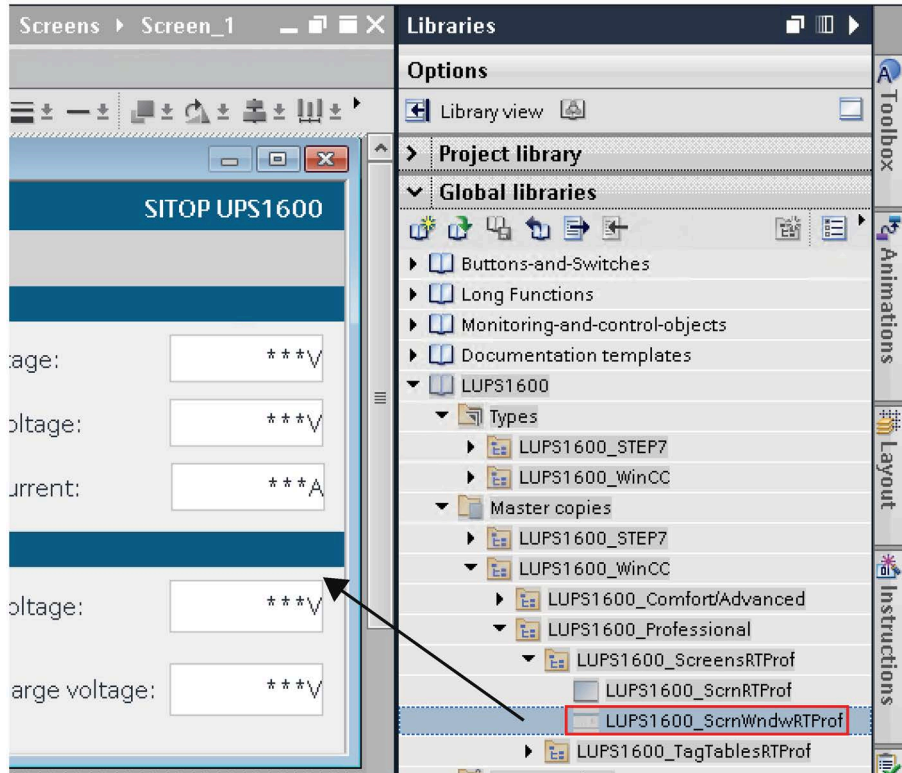 Screens Screen_1
SITOP UPS1600
tage:
***V
oltage:
***V
urrent:
***A
oltage:
***V
arge voltage:
***V
Libraries
Options
Library view
Project library
Global libraries
Buttons-and-Switches
Long Functions
Monitoring-and-control-objects
Documentation templates
LUPS1600
Types
LUPS1600_STEP7
LUPS1600_WinCC
Master copies
LUPS1600_STEP7
LUPS1600_WinCC
LUPS1600_Comfort/Advanced
LUPS1600_Professional
LUPS1600_ScreensRTProf
LUPS1600_ScrnRTProf
LUPS1600_ScrnWndwRTProf
LUPS1600_TagTablesRTProf
Toolbox
Animations
Layout
Instructions